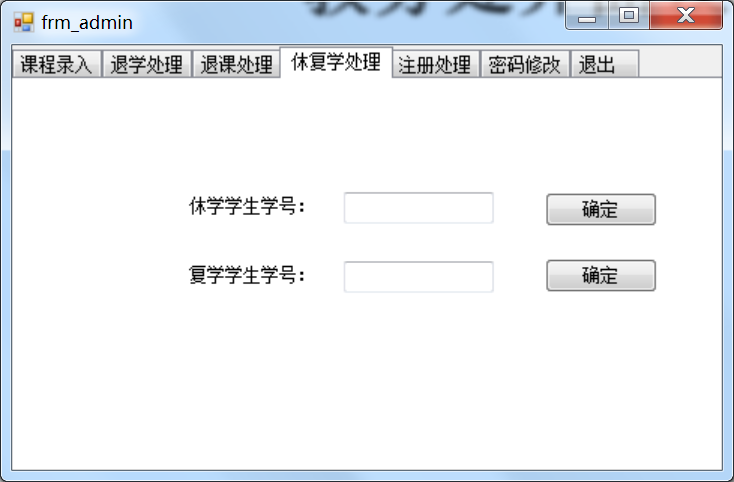 frm_admin
课程录入 退学处理 退课处理 休复学处理 注册处理 密码修改 退出
休学学生学号： 确定
复学学生学号： 确定